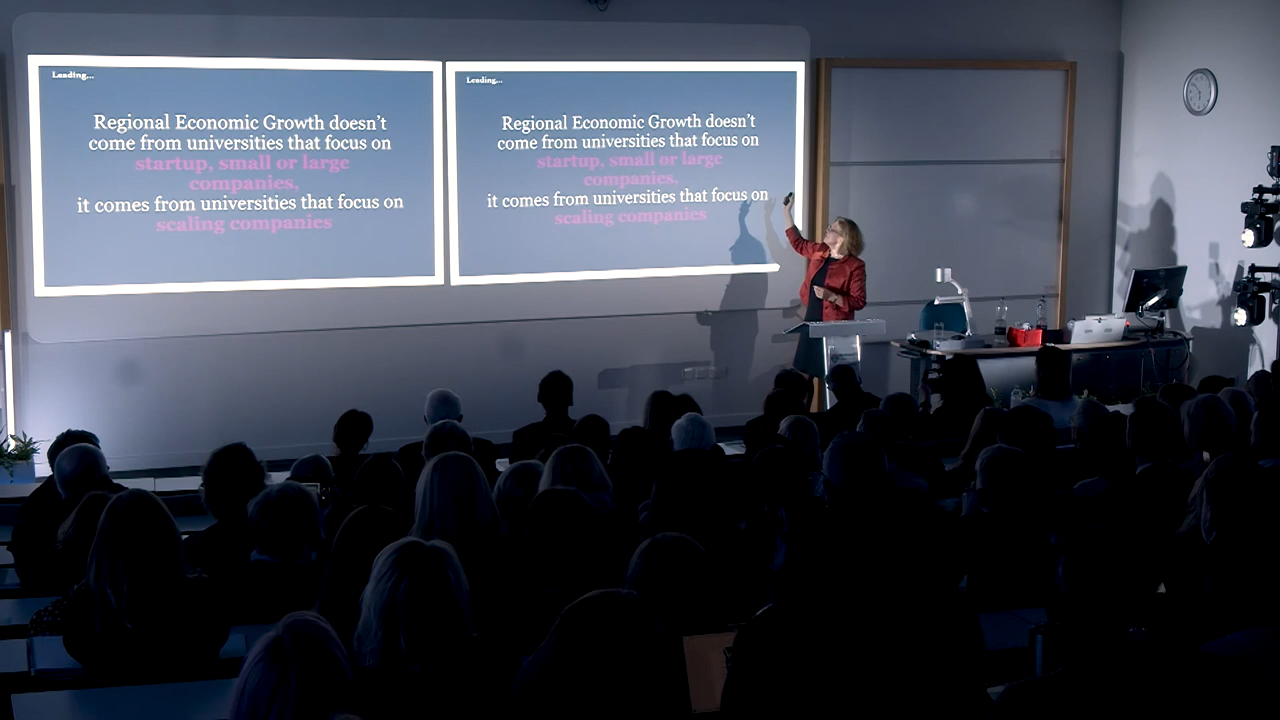 Leading...
Regional Economic Growth doesn't
come from universities that focus on
startup, small or large
companies,
it comes from universities that focus on
scaling companies
Leading...
Regional Economic Growth doesn't
come from universities that focus on
startup, small or large
companies,
it comes from universities that focus on
scaling companies